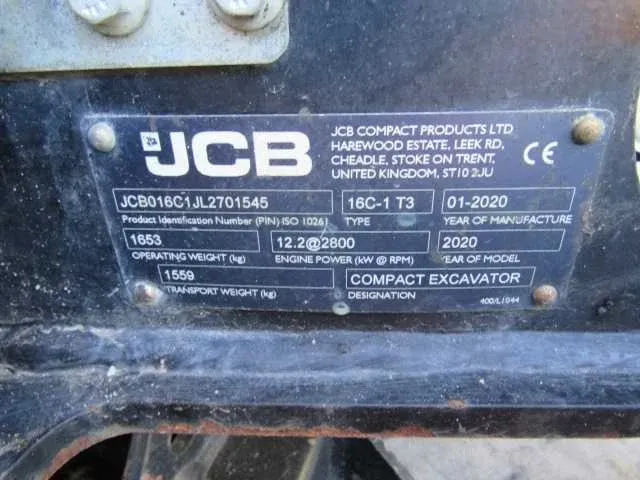 JCB
JCB COMPACT PRODUCTS LTD
HAREWOOD ESTATE, LEEK RD,
CHEADLE, STOKE ON TRENT,
UNITED KINGDOM, ST10 2JU
CE
JCB016C1JL2701545 16C-1 T3 01-2020
Product Identification Number (PIN) ISO 10261 TYPE YEAR OF MANUFACTURE
1653 12.2@2800 2020
OPERATING WEIGHT (kg) ENGINE POWER (kW @ RPM) YEAR OF MODEL
1559 COMPACT EXCAVATOR
TRANSPORT WEIGHT (kg) DESIGNATION
400/L1044